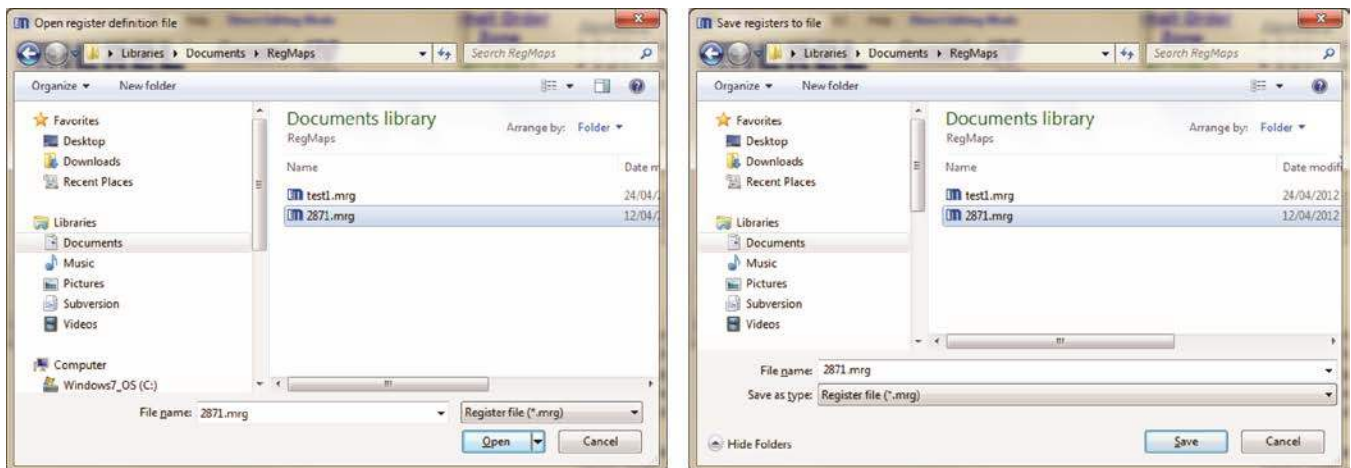 Open register definition file
Libraries ▸ Documents ▸ RegMaps
Search RegMaps
Organize New folder
Favorites
Desktop
Downloads
Recent Places
Libraries
Documents
Music
Pictures
Subversion
Videos
Computer
Windows7_OS (C:)
Documents library
RegMaps
Arrange by: Folder
Name Date m
test1.mrg 24/04/2
2871.mrg 12/04/2
File name: 2871.mrg Register file (*.mrg)
Open Cancel
Save registers to file
Libraries ▸ Documents ▸ RegMaps
Search RegMaps
Organize New folder
Favorites
Desktop
Downloads
Recent Places
Libraries
Documents
Music
Pictures
Subversion
Videos
Documents library
RegMaps
Arrange by: Folder
Name Date modifi
test1.mrg 24/04/2012
2871.mrg 12/04/2012
File name: 2871.mrg
Save as type: Register file (*.mrg)
Hide Folders Save Cancel